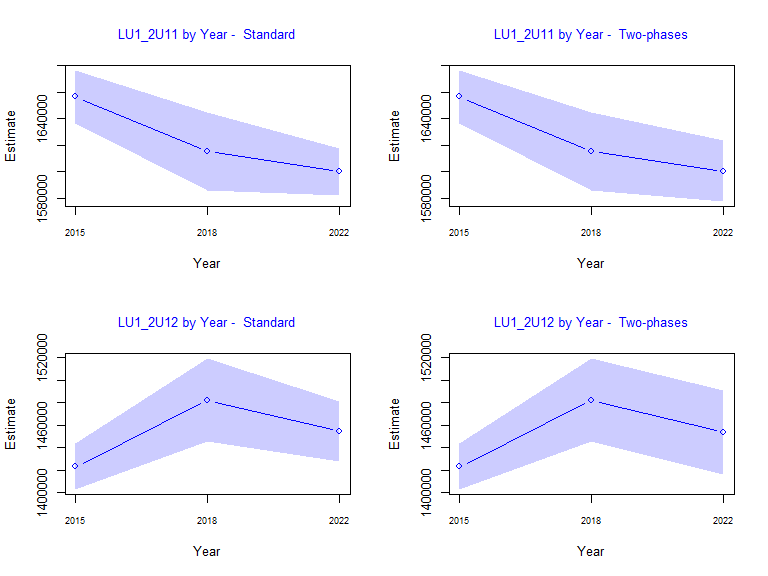 LU1_2U11 by Year -  Standard
Estimate
1580000
1640000
2015
2018
2022
Year
LU1_2U11 by Year -  Two-phases
Estimate
1580000
1640000
2015
2018
2022
Year
LU1_2U12 by Year -  Standard
Estimate
1400000
1460000
1520000
2015
2018
2022
Year
LU1_2U12 by Year -  Two-phases
Estimate
1400000
1460000
1520000
2015
2018
2022
Year